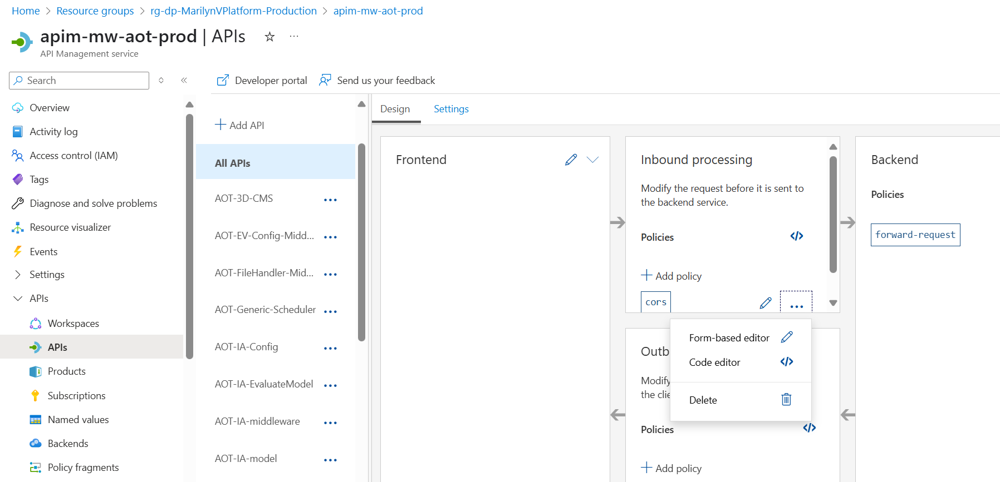 Home > Resource groups > rg-dp-MarilynVPlatform-Production > apim-mw-aot-prod
apim-mw-aot-prod | APIs
API Management service
Search
Developer portal
Send us your feedback
Overview
Activity log
Access control (IAM)
Tags
Diagnose and solve problems
Resource visualizer
Events
Settings
APIs
Workspaces
APIs
Products
Subscriptions
Named values
Backends
Policy fragments
Add API
All APIs
AOT-3D-CMS
AOT-EV-Config-Midd...
AOT-FileHandler-Mid...
AOT-Generic-Scheduler
AOT-IA-Config
AOT-IA-EvaluateModel
AOT-IA-middleware
AOT-IA-model
Design
Settings
Frontend
Inbound processing
Modify the request before it is sent to
the backend service.
Policies
Add policy
cors
Form-based editor
Code editor
Delete
Outb
Modify
the clie
Policies
Add policy
Backend
Policies
forward-request